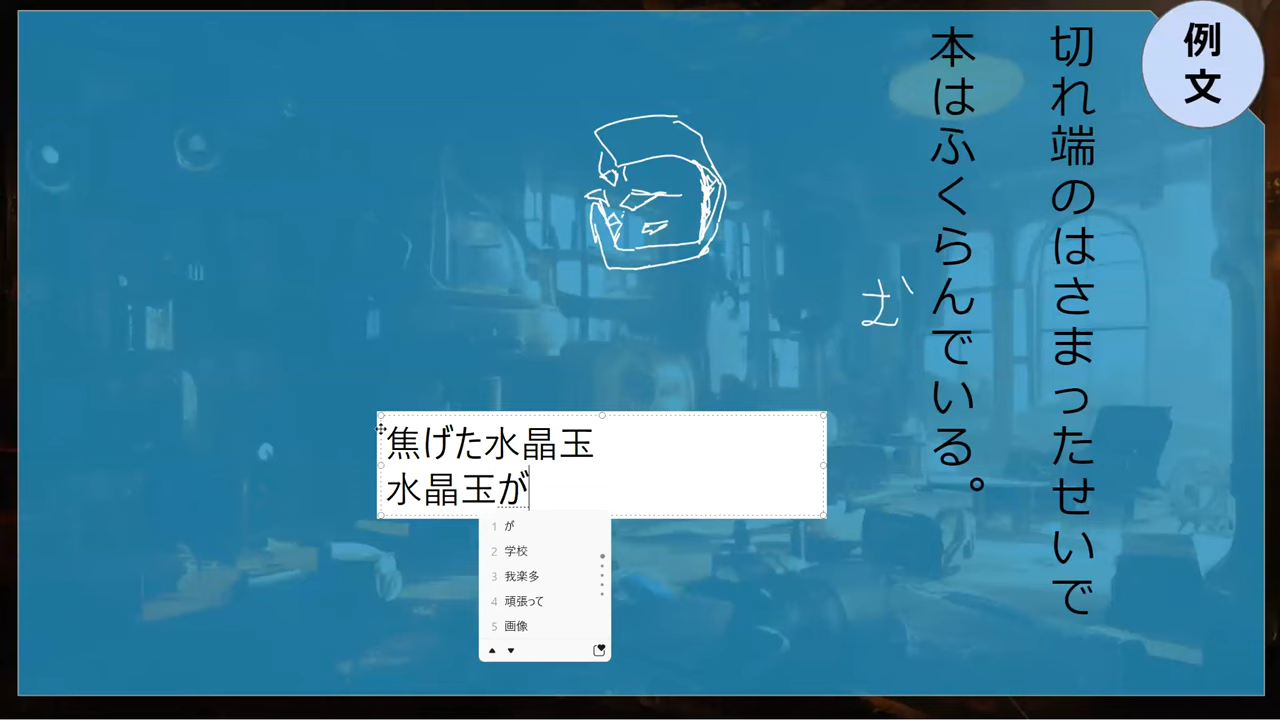 例文
切れ端のはさまったせいで
本はふくらんでいる。
む
焦げた水晶玉
水晶玉が
1 が
2 学校
3 我楽多
4 頑張って
5 画像